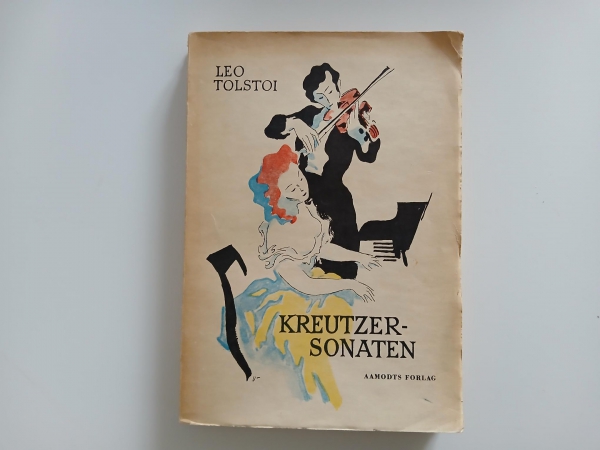 LEO
TOLSTOI
KREUTZER-
SONATEN
AAMODTS FORLAG